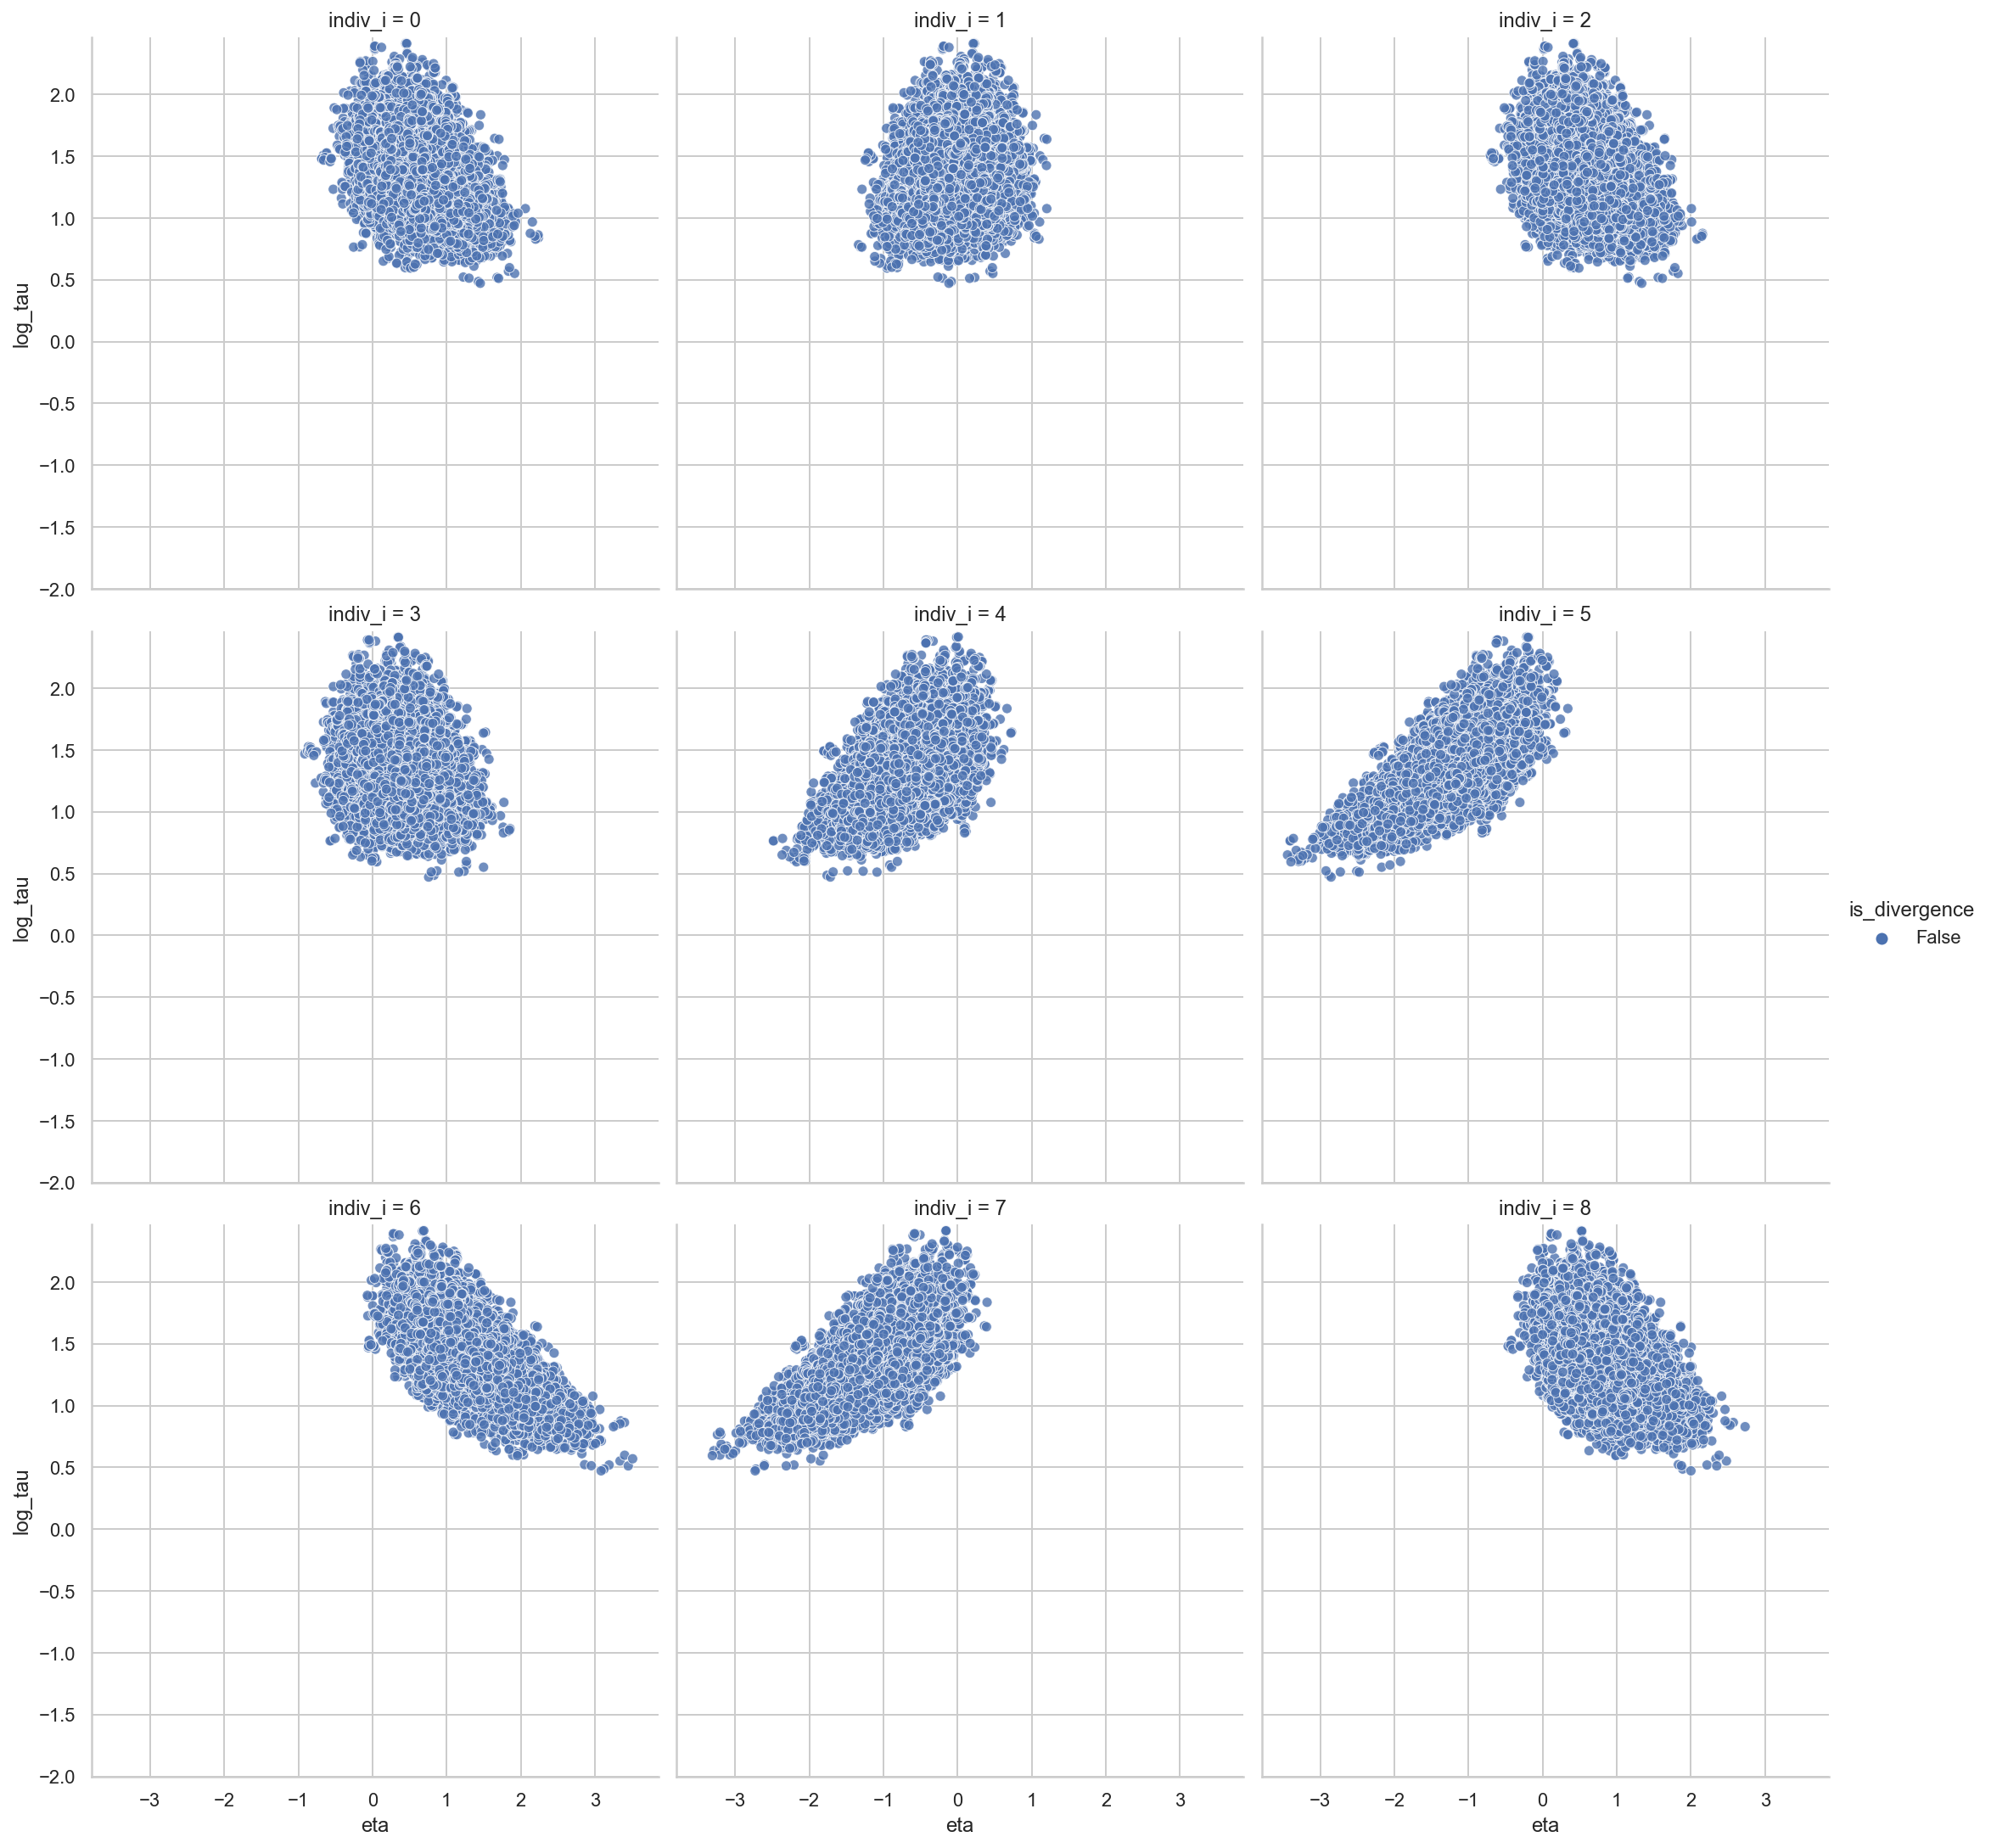 indiv_i = 0
indiv_i = 1
indiv_i = 2
log_tau
2.0
1.5
1.0
0.5
0.0
−0.5
−1.0
−1.5
−2.0
indiv_i = 3
indiv_i = 4
indiv_i = 5
log_tau
2.0
1.5
1.0
0.5
0.0
−0.5
−1.0
−1.5
−2.0
is_divergence
False
indiv_i = 6
indiv_i = 7
indiv_i = 8
log_tau
2.0
1.5
1.0
0.5
0.0
−0.5
−1.0
−1.5
−2.0
−3 −2 −1 0 1 2 3
−3 −2 −1 0 1 2 3
−3 −2 −1 0 1 2 3
eta
eta
eta